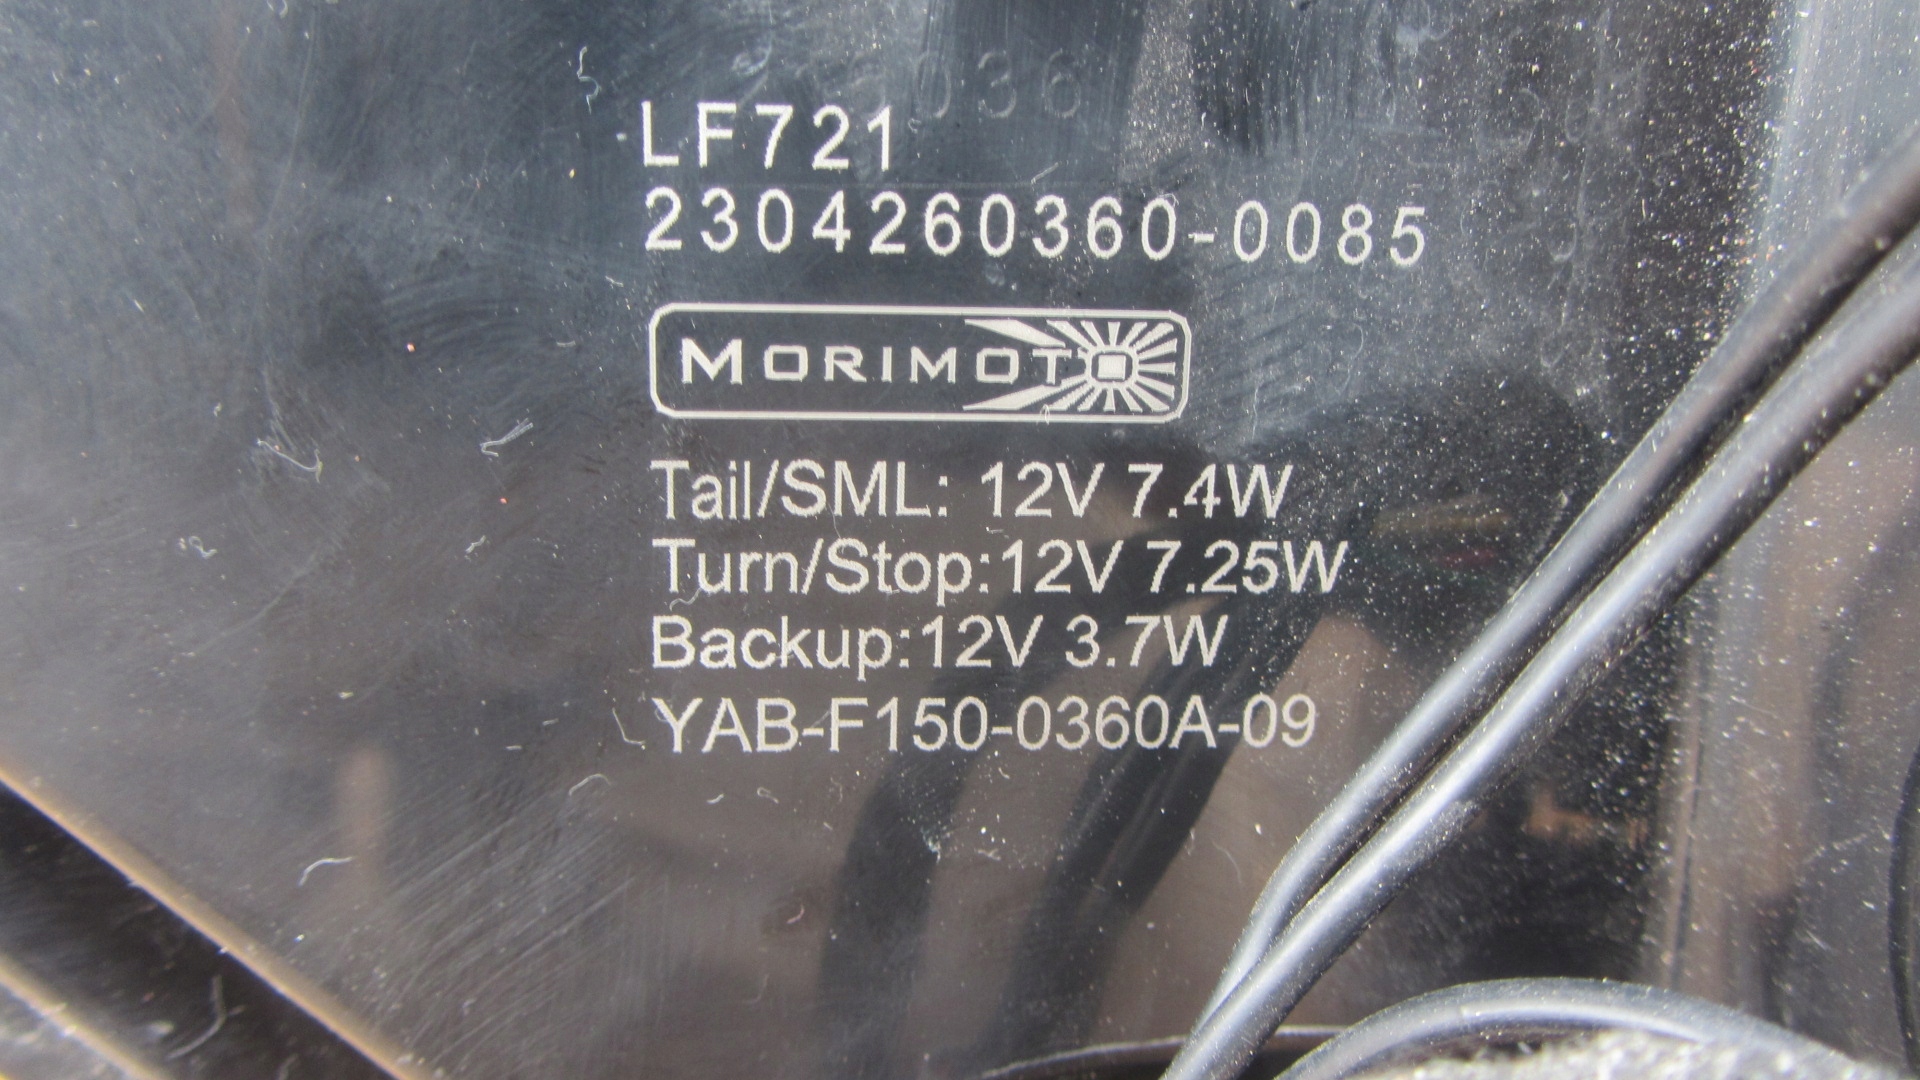 036
LF721
2304260360-0085
MORIMOTO
Tail/SML: 12V 7.4W
Turn/Stop:12V 7.25W
Backup:12V 3.7W
YAB-F150-0360A-09